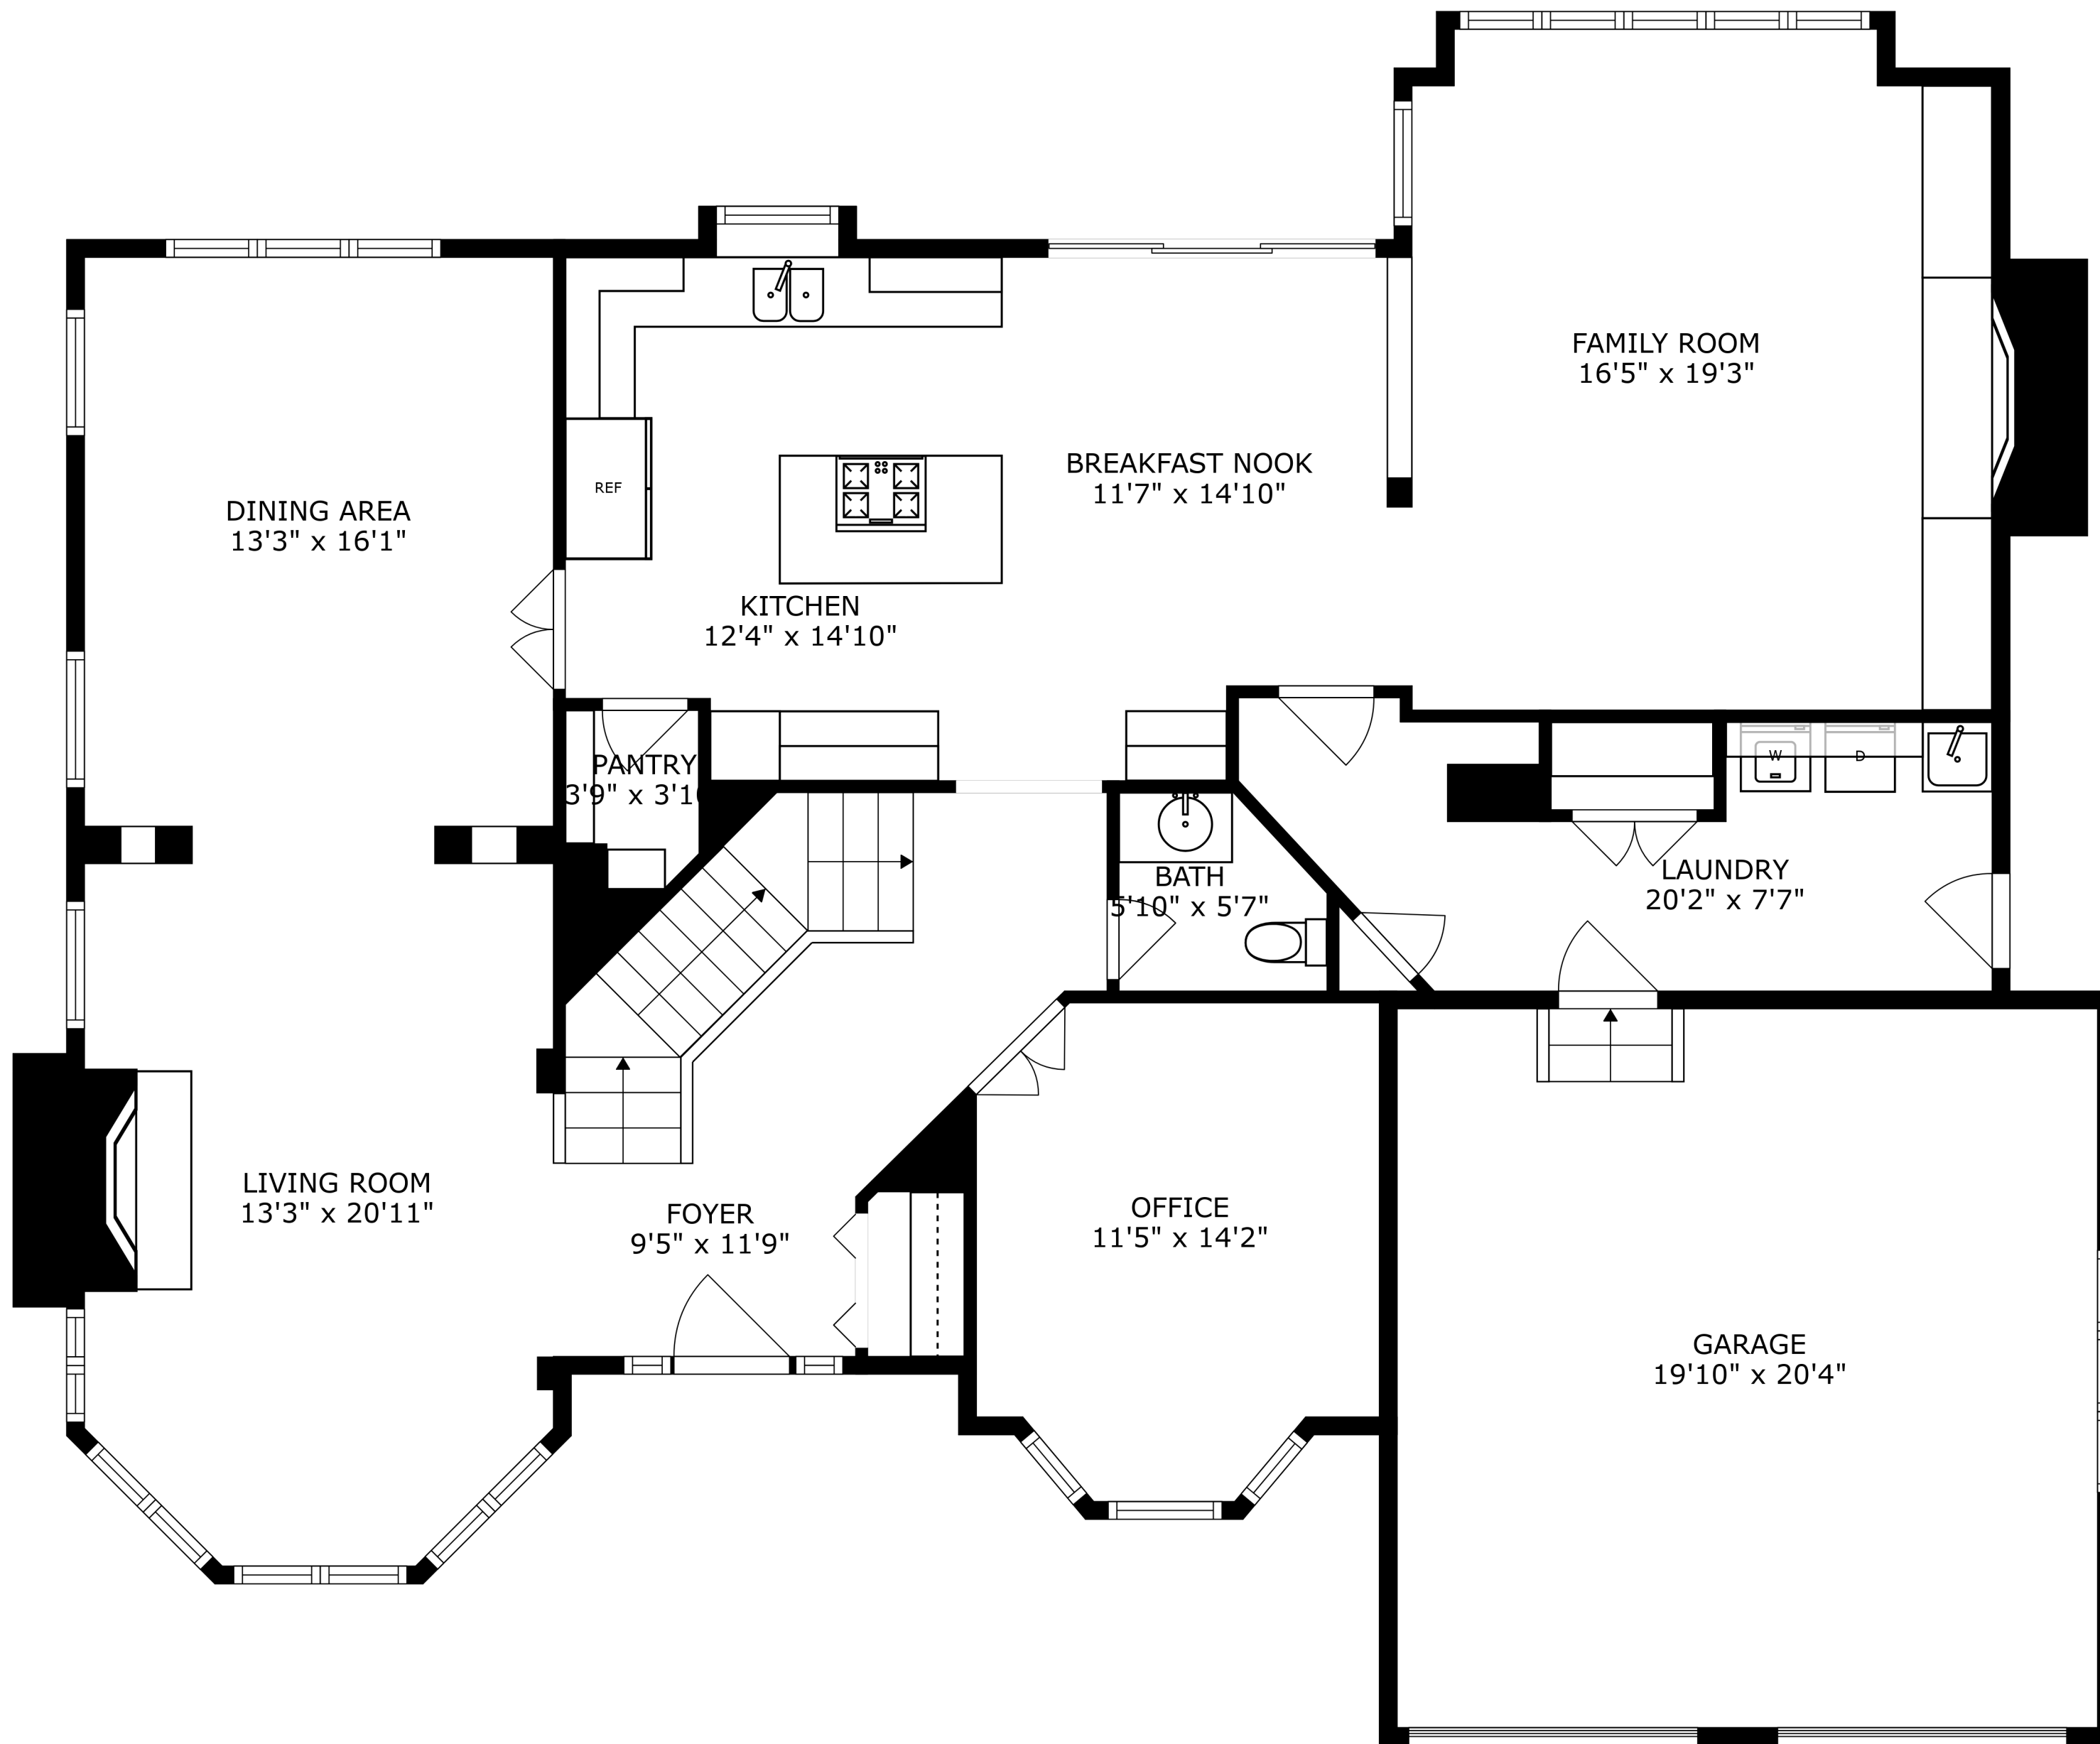 FAMILY ROOM
16'5" x 19'3"
BREAKFAST NOOK
11'7" x 14'10"
REF
DINING AREA
13'3" x 16'1"
KITCHEN
12'4" x 14'10"
PANTRY
3'9" x
W
D
BATH
5'10" x 5'7"
LAUNDRY
20'2" x 7'7"
LIVING ROOM
13'3" x 20'11"
FOYER
9'5" x 11'9"
OFFICE
11'5" x 14'2"
GARAGE
19'10" x 20'4"